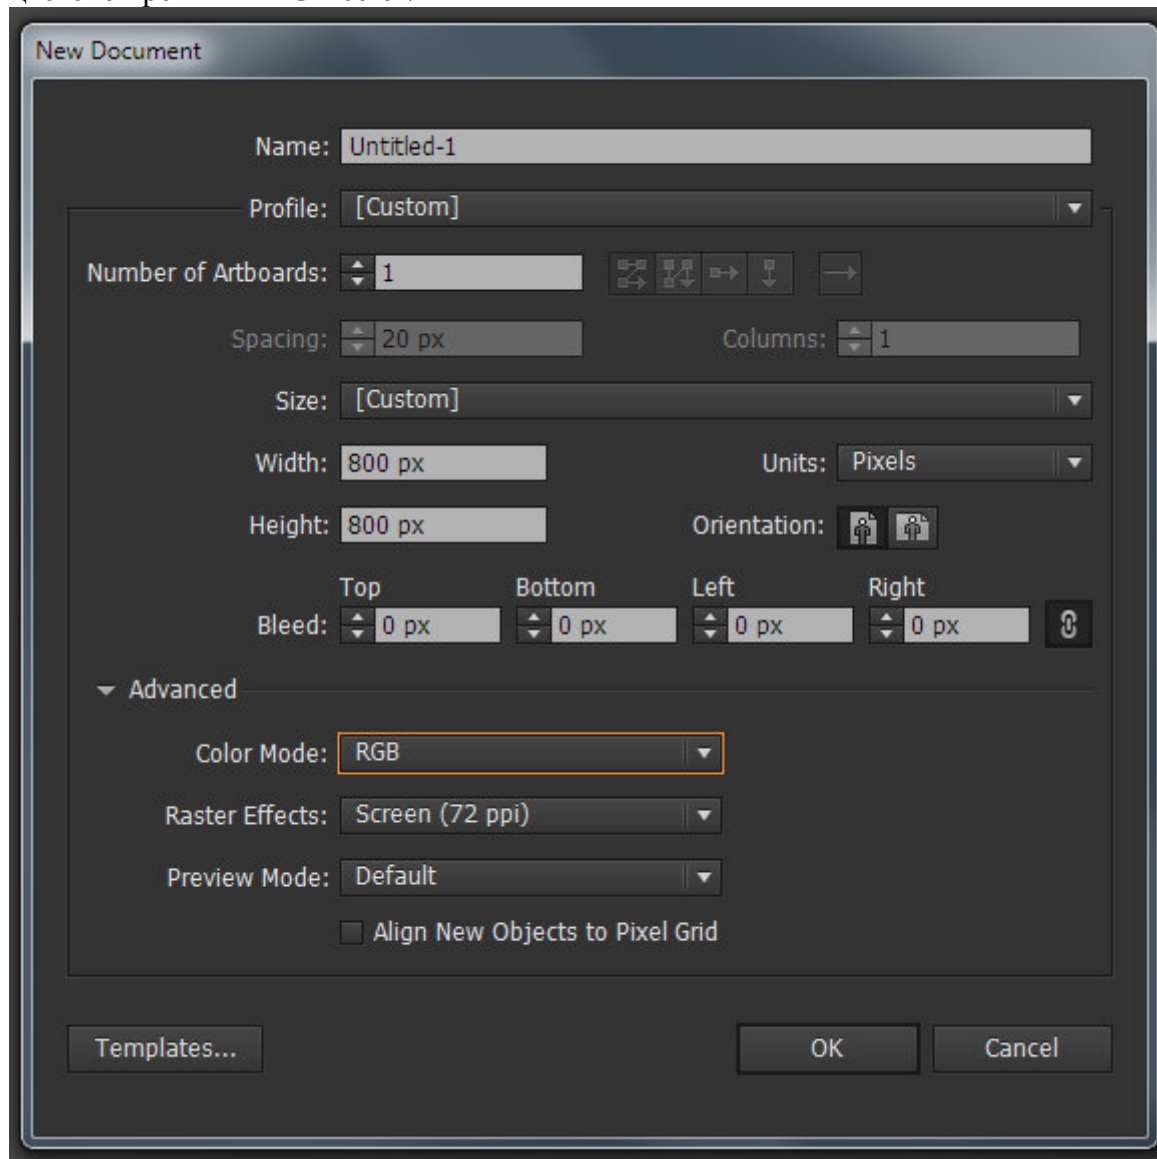 New Document
Name: Untitled-1
Profile: [Custom]
Number of Artboards: 1
Spacing: 20 px Columns: 1
Size: [Custom]
Width: 800 px Units: Pixels
Height: 800 px Orientation:
Top Bottom Left Right
Bleed: 0 px 0 px 0 px 0 px
Advanced
Color Mode: RGB
Raster Effects: Screen (72 ppi)
Preview Mode: Default
Align New Objects to Pixel Grid
Templates... OK Cancel